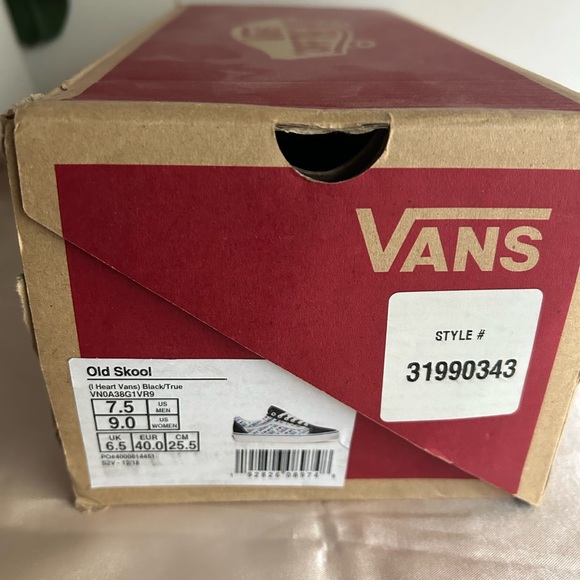 VANS
STYLE #
31990343
Old Skool
(I Heart Vans) Black/True
VN0A38G1VR9
7.5 US MEN
9.0 US WOMEN
UK EUR CM
6.5 40.0 25.5